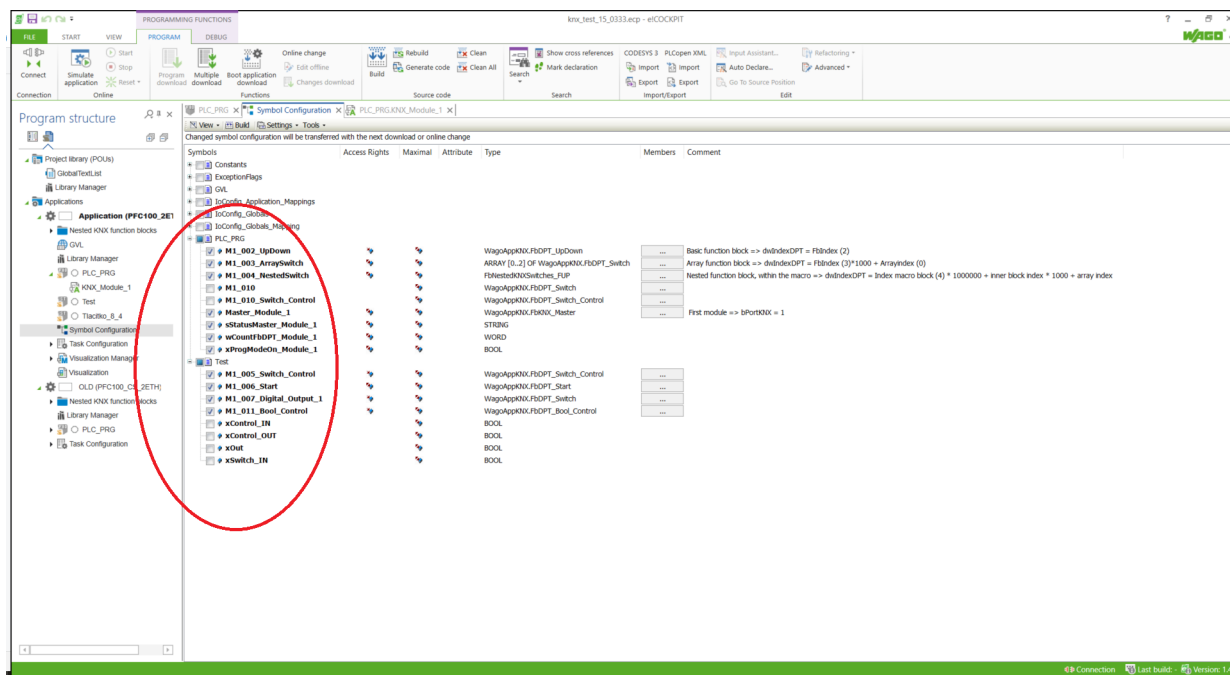 knx_test_15_0333.ecp - e!COCKPIT
PROGRAMMING FUNCTIONS
FILE START VIEW PROGRAM DEBUG
WAGO
Connect
Connection
Simulate application
Start
Stop
Reset
Online
Program download
Multiple download
Boot application download
Online change
Edit offline
Changes download
Functions
Build
Rebuild
Generate code
Clean
Clean All
Source code
Search
Show cross references
Mark declaration
Search
CODESYS 3 PLCopen XML
Import Import
Export Export
Import/Export
Input Assistant...
Auto Declare...
Go To Source Position
Refactoring
Advanced
Edit
Program structure
Project library (POUs)
GlobalTextList
Library Manager
Applications
Application (PFC100_2ET
Nested KNX function blocks
GVL
Library Manager
PLC_PRG
KNX_Module_1
Test
Tlacitko_8_4
Symbol Configuration
Task Configuration
Visualization Manager
Visualization
OLD (PFC100_CS_2ETH)
Nested KNX function blocks
Library Manager
PLC_PRG
Task Configuration
PLC_PRG Symbol Configuration PLC_PRG.KNX_Module_1
View Build Settings Tools
Changed symbol configuration will be transferred with the next download or online change
Symbols Access Rights Maximal Attribute Type Members Comment
Constants
ExceptionFlags
GVL
IoConfig_Application_Mappings
IoConfig_Globals
IoConfig_Globals_Mapping
PLC_PRG
M1_002_UpDown WagoAppKNX.FbDPT_UpDown ... Basic function block => dwIndexDPT = FbIndex (2)
M1_003_ArraySwitch ARRAY [0..2] OF WagoAppKNX.FbDPT_Switch ... Array function block => dwIndexDPT = FbIndex (3)*1000 + Arrayindex (0)
M1_004_NestedSwitch FbNestedKNXSwitches_FUP ... Nested function block, within the macro => dwIndexDPT = Index macro block (4) * 1000000 + inner block index * 1000 + array index
M1_010 WagoAppKNX.FbDPT_Switch ...
M1_010_Switch_Control WagoAppKNX.FbDPT_Switch_Control ...
Master_Module_1 WagoAppKNX.FbKNX_Master ... First module => bPortKNX = 1
sStatusMaster_Module_1 STRING
wCountFbDPT_Module_1 WORD
xProgModeOn_Module_1 BOOL
Test
M1_005_Switch_Control WagoAppKNX.FbDPT_Switch_Control ...
M1_006_Start WagoAppKNX.FbDPT_Start ...
M1_007_Digital_Output_1 WagoAppKNX.FbDPT_Switch ...
M1_011_Bool_Control WagoAppKNX.FbDPT_Bool_Control ...
xControl_IN BOOL
xControl_OUT BOOL
xOut BOOL
xSwitch_IN BOOL
Connection Last build: - Version: 1.4